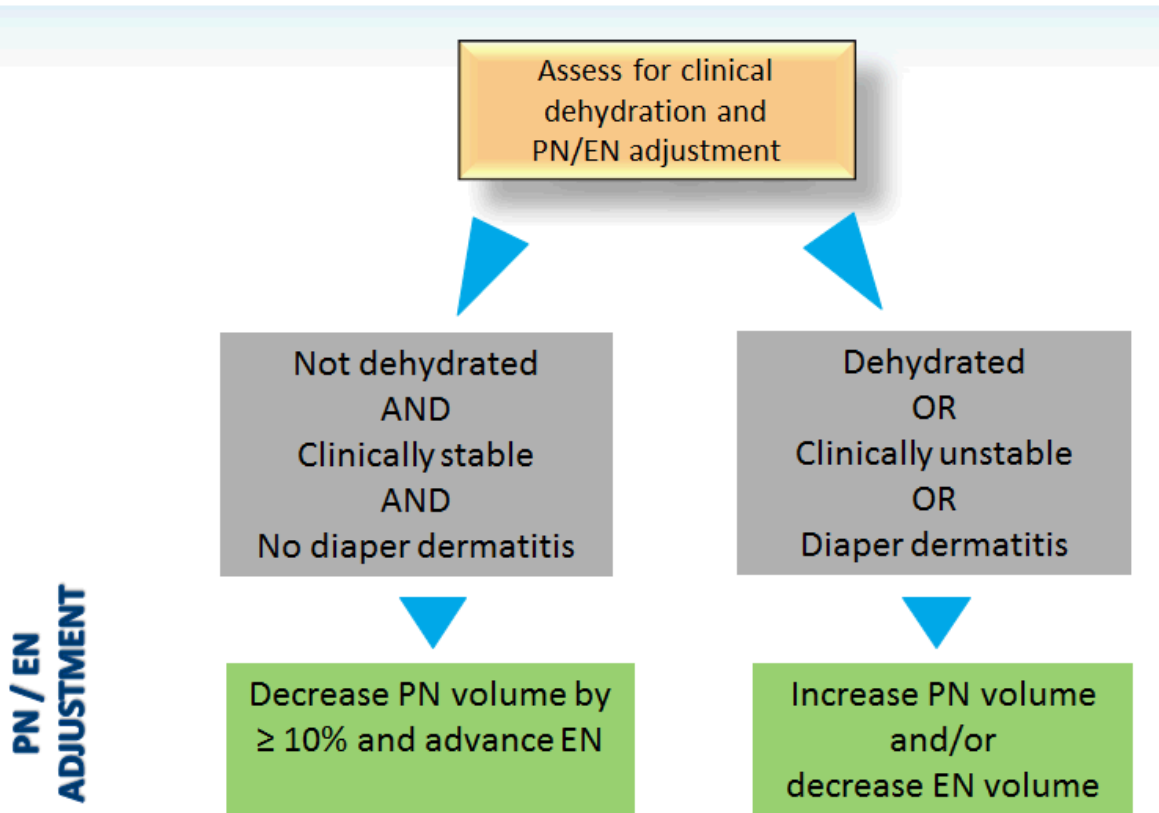 Assess for clinical
dehydration and
PN/EN adjustment
Not dehydrated
AND
Clinically stable
AND
No diaper dermatitis
Dehydrated
OR
Clinically unstable
OR
Diaper dermatitis
PN / EN
ADJUSTMENT
Decrease PN volume by
≥ 10% and advance EN
Increase PN volume
and/or
decrease EN volume